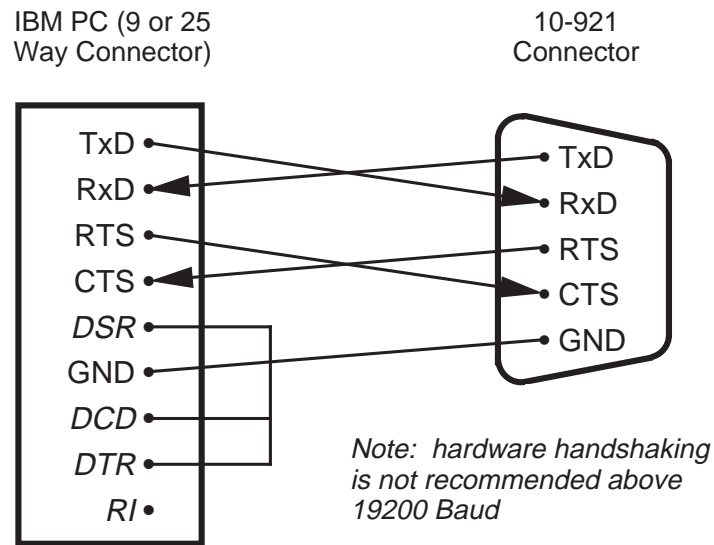 IBM PC (9 or 25
Way Connector)
10-921
Connector
TxD
RxD
RTS
CTS
DSR
GND
DCD
DTR
RI
TxD
RxD
RTS
CTS
GND
Note:  hardware handshaking
is not recommended above
19200 Baud